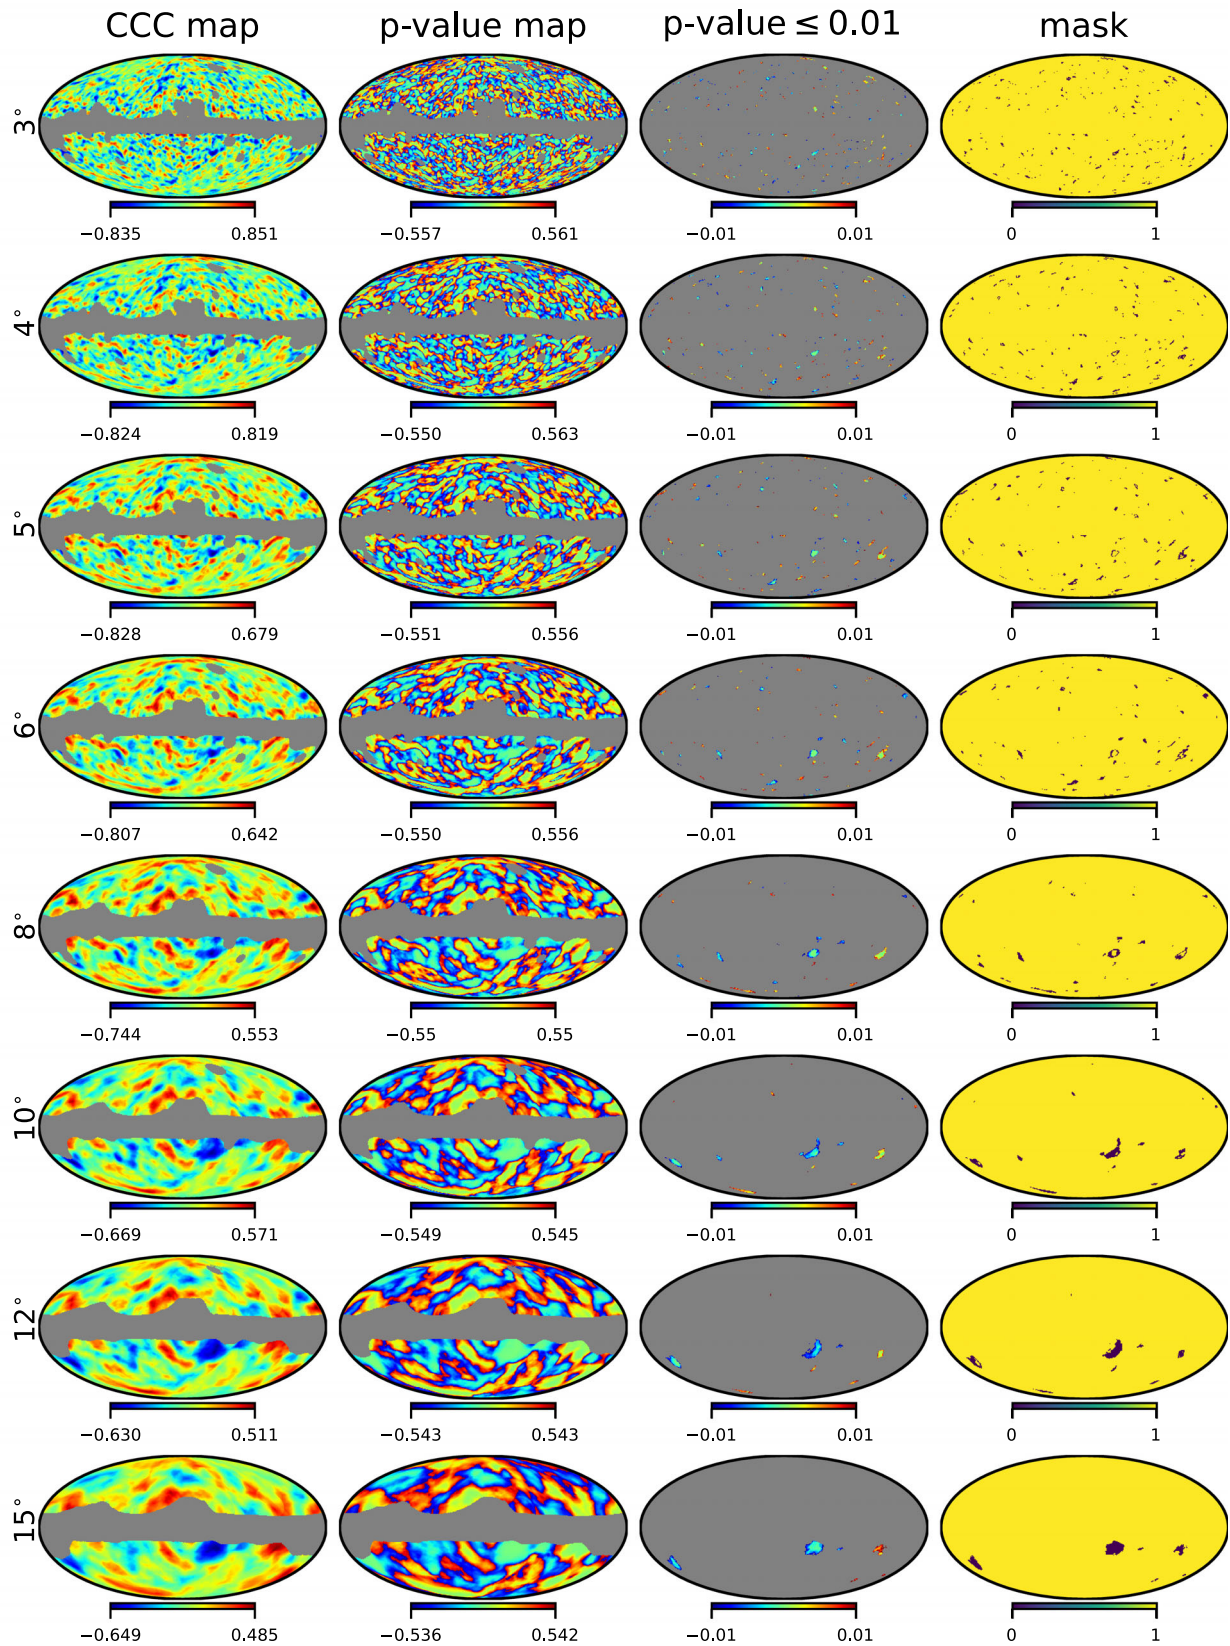 CCC map p-value map p-value ≤ 0.01 mask
3°
−0.835 0.851 −0.557 0.561 −0.01 0.01 0 1
4°
−0.824 0.819 −0.550 0.563 −0.01 0.01 0 1
5°
−0.828 0.679 −0.551 0.556 −0.01 0.01 0 1
6°
−0.807 0.642 −0.550 0.556 −0.01 0.01 0 1
8°
−0.744 0.553 −0.55 0.55 −0.01 0.01 0 1
10°
−0.669 0.571 −0.549 0.545 −0.01 0.01 0 1
12°
−0.630 0.511 −0.543 0.543 −0.01 0.01 0 1
15°
−0.649 0.485 −0.536 0.542 −0.01 0.01 0 1